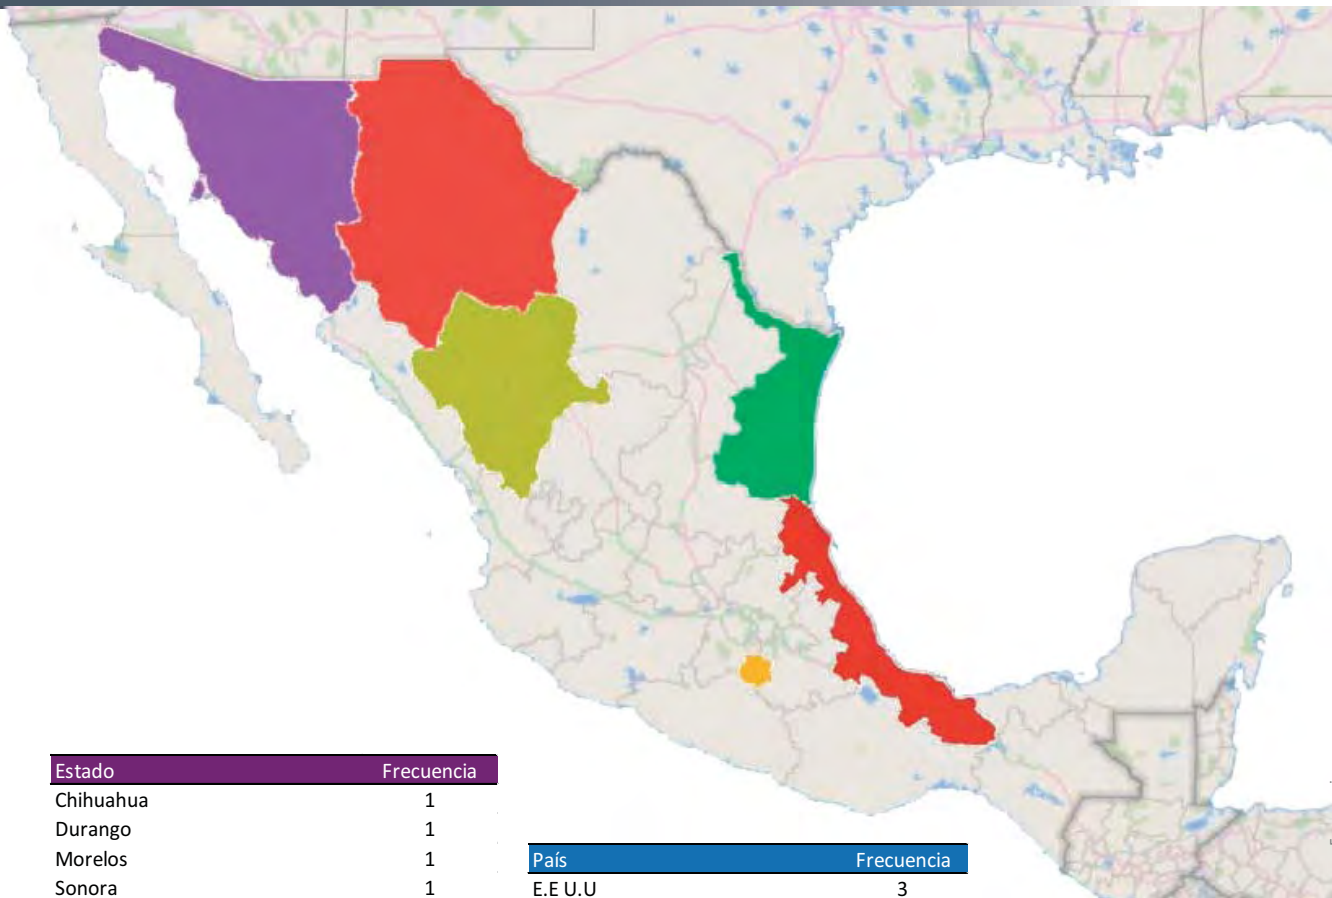 Estado Frecuencia
Chihuahua 1
Durango 1
Morelos 1
Sonora 1
País Frecuencia
E.E U.U 3